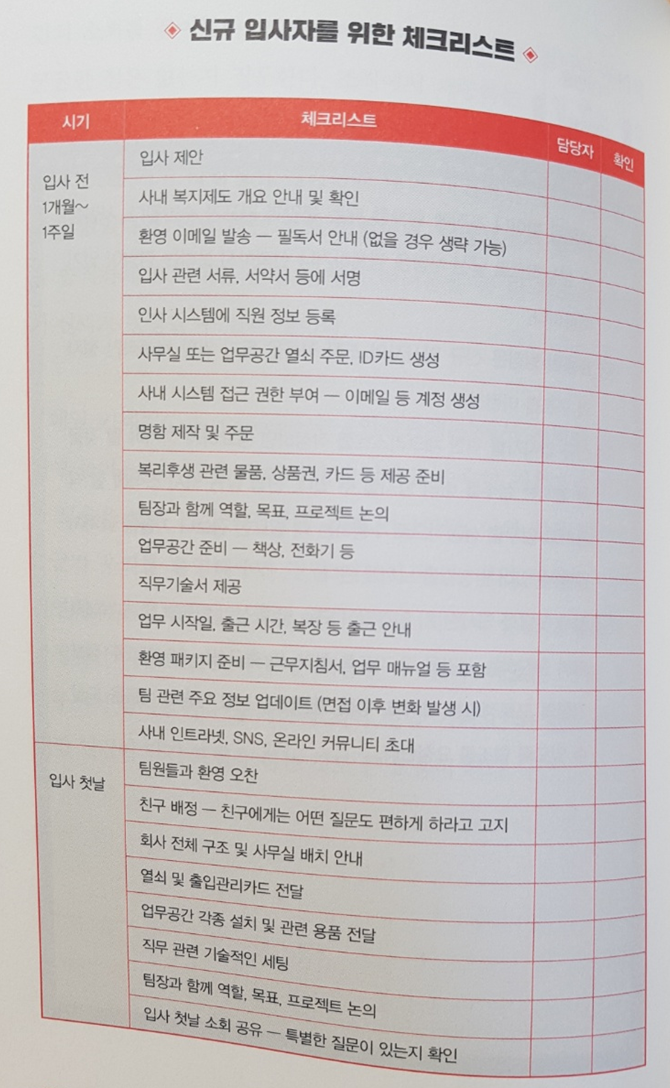 신규 입사자를 위한 체크리스트
시기 체크리스트 담당자 확인
입사 전
1개월~
1주일
입사 제안
사내 복지제도 개요 안내 및 확인
환영 이메일 발송 — 필독서 안내 (없을 경우 생략 가능)
입사 관련 서류, 서약서 등에 서명
인사 시스템에 직원 정보 등록
사무실 또는 업무공간 열쇠 주문, ID카드 생성
사내 시스템 접근 권한 부여 — 이메일 등 계정 생성
명함 제작 및 주문
복리후생 관련 물품, 상품권, 카드 등 제공 준비
팀장과 함께 역할, 목표, 프로젝트 논의
업무공간 준비 — 책상, 전화기 등
직무기술서 제공
업무 시작일, 출근 시간, 복장 등 출근 안내
환영 패키지 준비 — 근무지침서, 업무 매뉴얼 등 포함
팀 관련 주요 정보 업데이트 (면접 이후 변화 발생 시)
사내 인트라넷, SNS, 온라인 커뮤니티 초대
입사 첫날
팀원들과 환영 오찬
친구 배정 — 친구에게는 어떤 질문도 편하게 하라고 고지
회사 전체 구조 및 사무실 배치 안내
열쇠 및 출입관리카드 전달
업무공간 각종 설치 및 관련 용품 전달
직무 관련 기술적인 세팅
팀장과 함께 역할, 목표, 프로젝트 논의
입사 첫날 소회 공유 — 특별한 질문이 있는지 확인